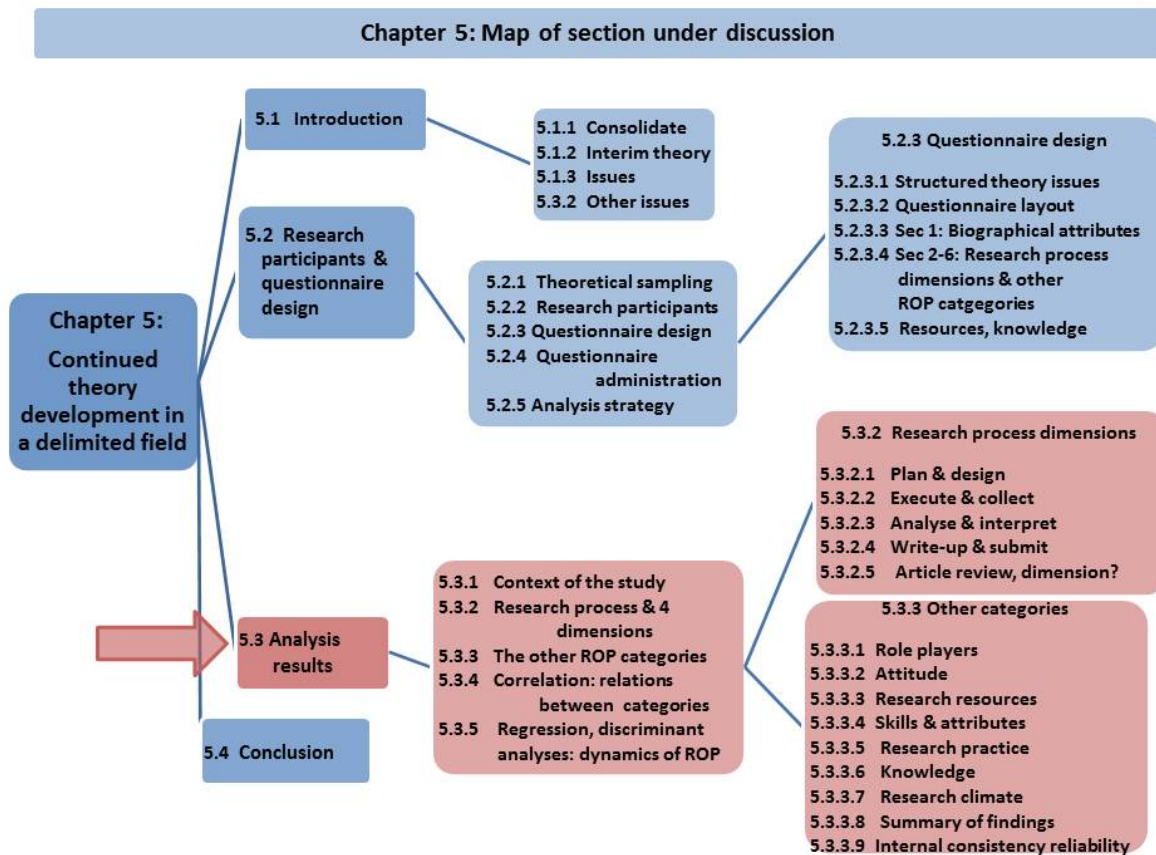 Chapter 5: Map of section under discussion
Chapter 5:
Continued
theory
development in
a delimited field
5.1 Introduction
5.1.1 Consolidate
5.1.2 Interim theory
5.1.3 Issues
5.3.2 Other issues
5.2 Research
participants &
questionnaire
design
5.2.1 Theoretical sampling
5.2.2 Research participants
5.2.3 Questionnaire design
5.2.4 Questionnaire
administration
5.2.5 Analysis strategy
5.2.3 Questionnaire design
5.2.3.1 Structured theory issues
5.2.3.2 Questionnaire layout
5.2.3.3 Sec 1: Biographical attributes
5.2.3.4 Sec 2-6: Research process
dimensions & other
ROP catgegories
5.2.3.5 Resources, knowledge
5.3 Analysis
results
5.3.1 Context of the study
5.3.2 Research process & 4
dimensions
5.3.3 The other ROP categories
5.3.4 Correlation: relations
between categories
5.3.5 Regression, discriminant
analyses: dynamics of ROP
5.3.2 Research process dimensions
5.3.2.1 Plan & design
5.3.2.2 Execute & collect
5.3.2.3 Analyse & interpret
5.3.2.4 Write-up & submit
5.3.2.5 Article review, dimension?
5.3.3 Other categories
5.3.3.1 Role players
5.3.3.2 Attitude
5.3.3.3 Research resources
5.3.3.4 Skills & attributes
5.3.3.5 Research practice
5.3.3.6 Knowledge
5.3.3.7 Research climate
5.3.3.8 Summary of findings
5.3.3.9 Internal consistency reliability
5.4 Conclusion